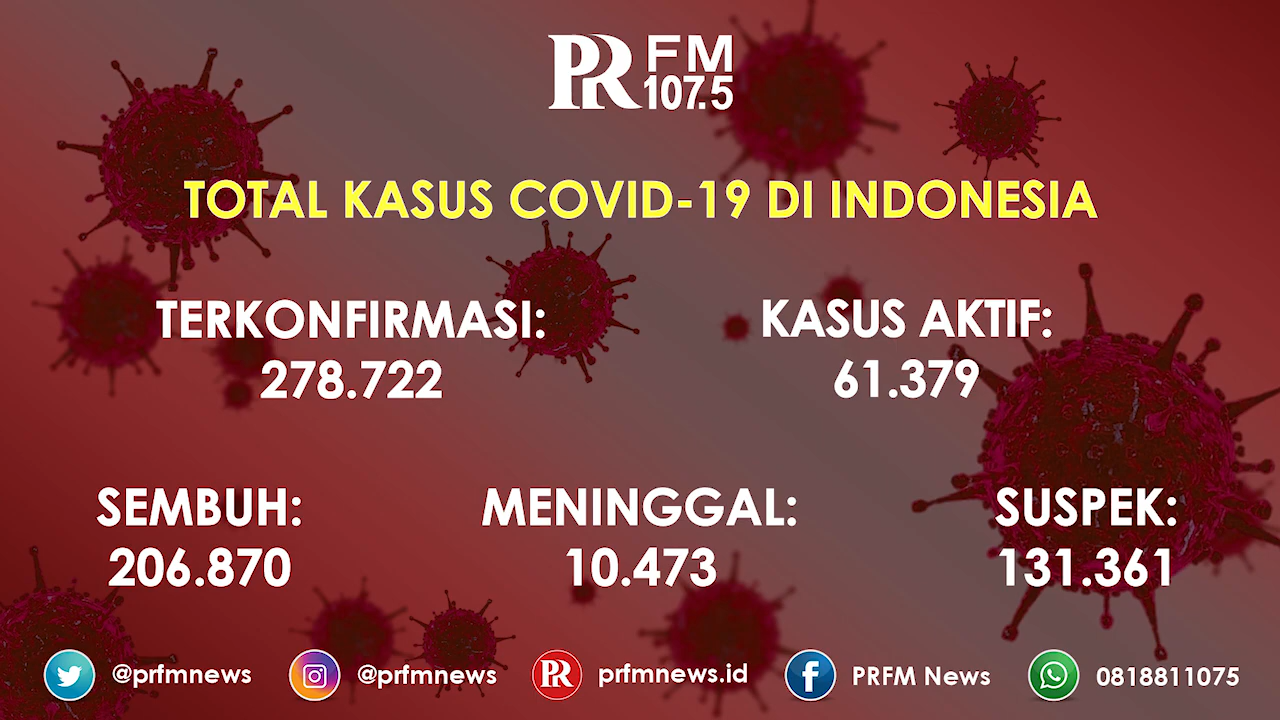 PR FM
107.5
TOTAL KASUS COVID-19 DI INDONESIA
TERKONFIRMASI:
278.722
KASUS AKTIF:
61.379
SEMBUH:
206.870
MENINGGAL:
10.473
SUSPEK:
131.361
@prfmnews
@prfmnews
PR
prfmnews.id
PRFM News
0818811075